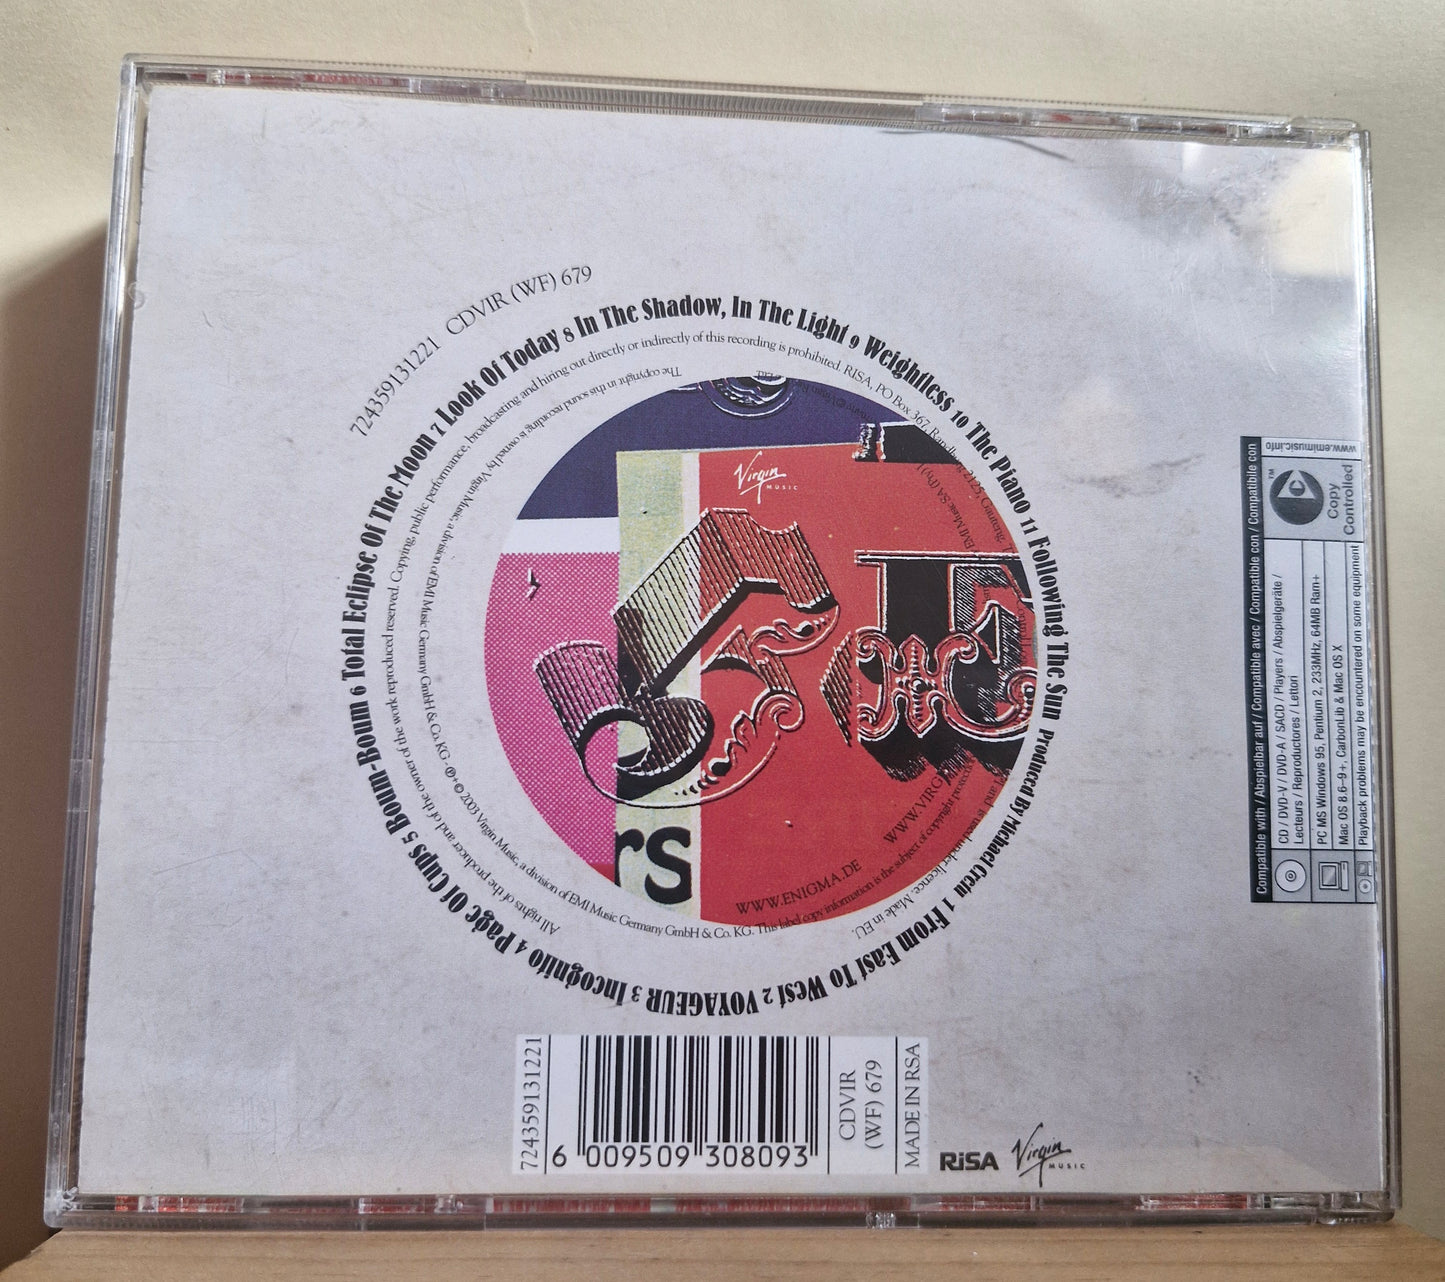 724359131221 CDVIR (WF) 679
1 From East To West 2 VOYAGEUR 3 Incognito 4 Page Of Cups 5 Boum-Boum 6 Total Eclipse Of The Moon 7 Look Of Today 8 In The Shadow, In The Light 9 Weightless 10 The Piano 11 Following The Sun Produced By Michael Cretu
All rights of the producer and of the owner of the work reproduced reserved. Copying, public performance, broadcasting and hiring out directly or indirectly of this recording is prohibited. RISA, PO Box 367,
The copyright in this sound recording is owned by Virgin Music, a division of EMI Music Germany GmbH & Co. KG · ℗ + © 2003 Virgin Music, a division of EMI Music Germany GmbH & Co. KG. This label copy information is the subject of copyright protection.
under licence. Made in EU.
Virgin
MUSIC
rs
WWW.ENIGMA.DE
WWW.VIRG
Compatible with / Abspielbar auf / Compatible avec / Compatible con / Compatibile con
CD / DVD-V / DVD-A / SACD / Players / Abspielgeräte /
Lecteurs / Reproductores / Lettori
PC MS Windows 95, Pentium 2, 233MHz, 64MB Ram+
Mac OS 8.6–9+, CarbonLib & Mac OS X
Playback problems may be encountered on some equipment
TM
Copy
Controlled
www.emimusic.info
724359131221
6 009509 308093
CDVIR
(WF) 679
MADE IN RSA
RiSA
Virgin
MUSIC